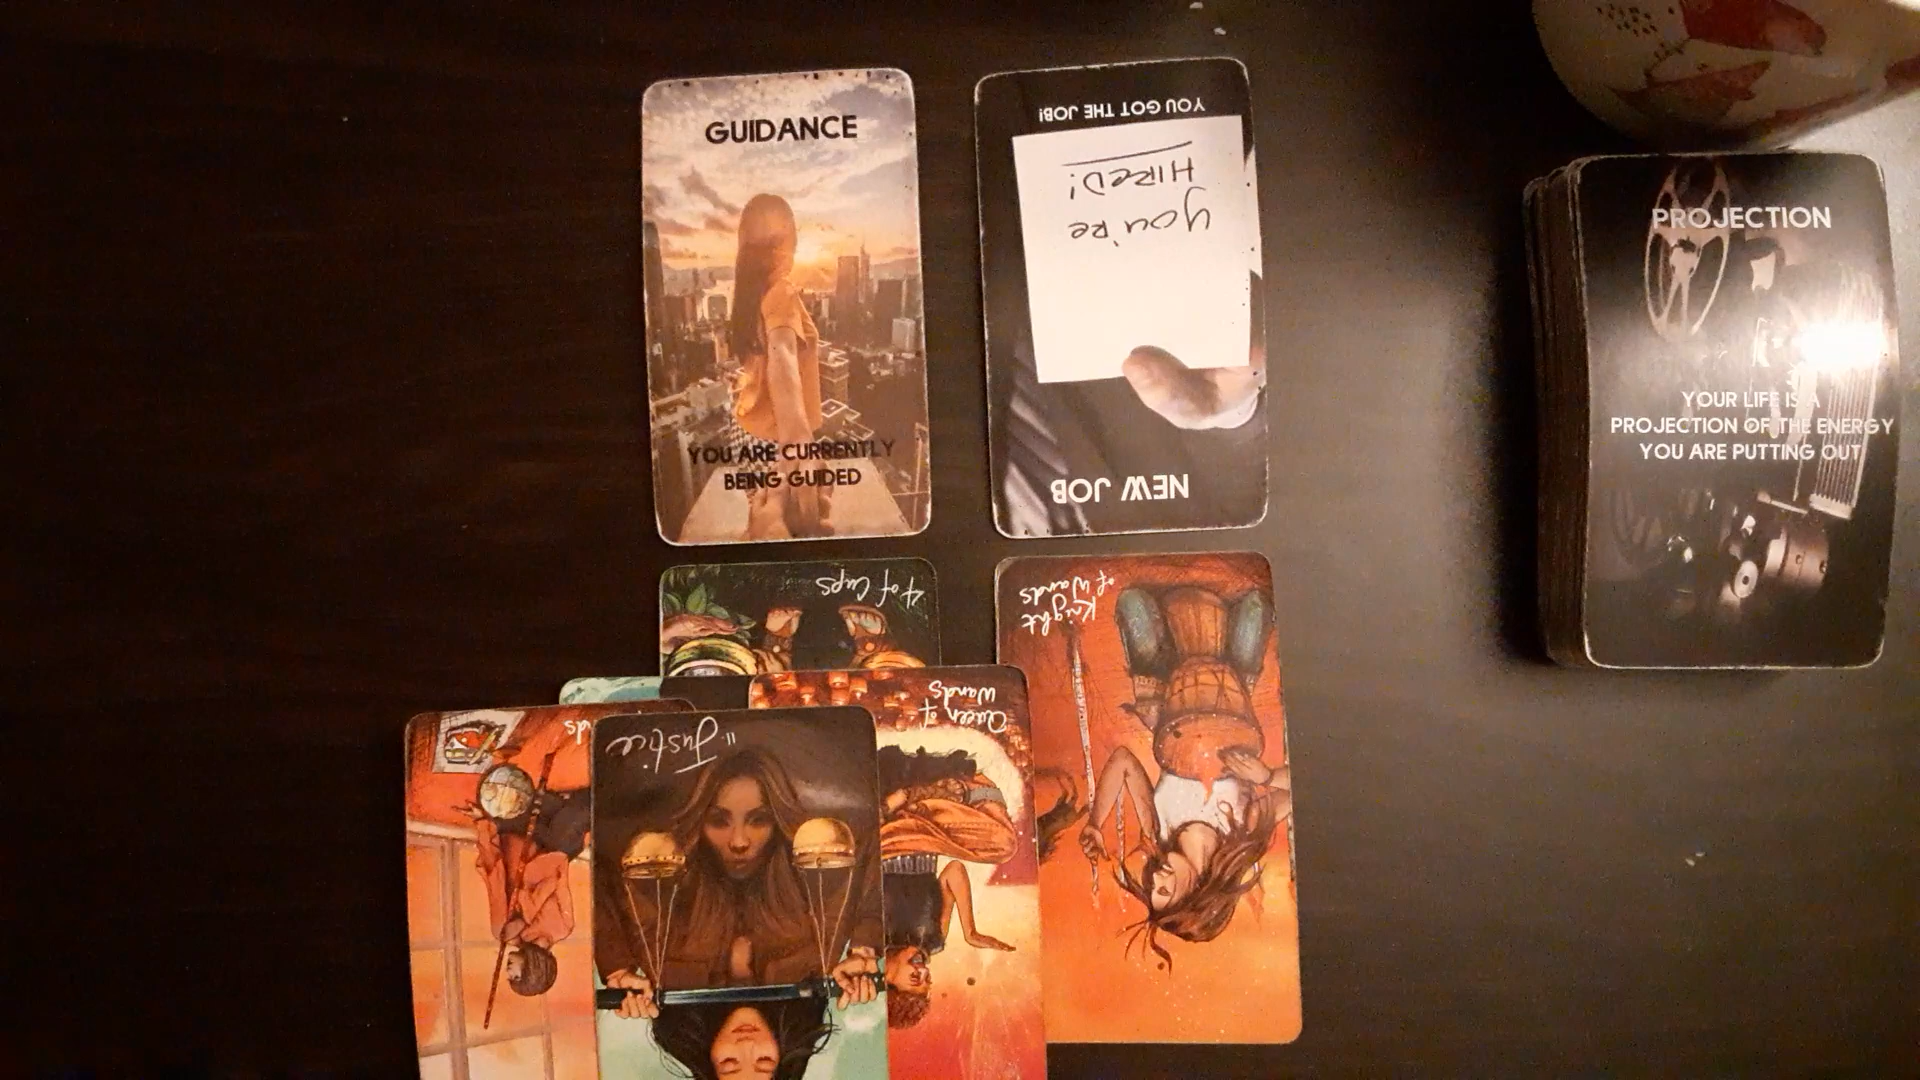 GUIDANCE
YOU ARE CURRENTLY
BEING GUIDED
NEW JOB
you're
HIRED!
YOU GOT THE JOB!
PROJECTION
YOUR LIFE IS A
PROJECTION OF THE ENERGY
YOU ARE PUTTING OUT
4 of Cups
Knight
of Wands
Queen of
Wands
ds
11. Justice